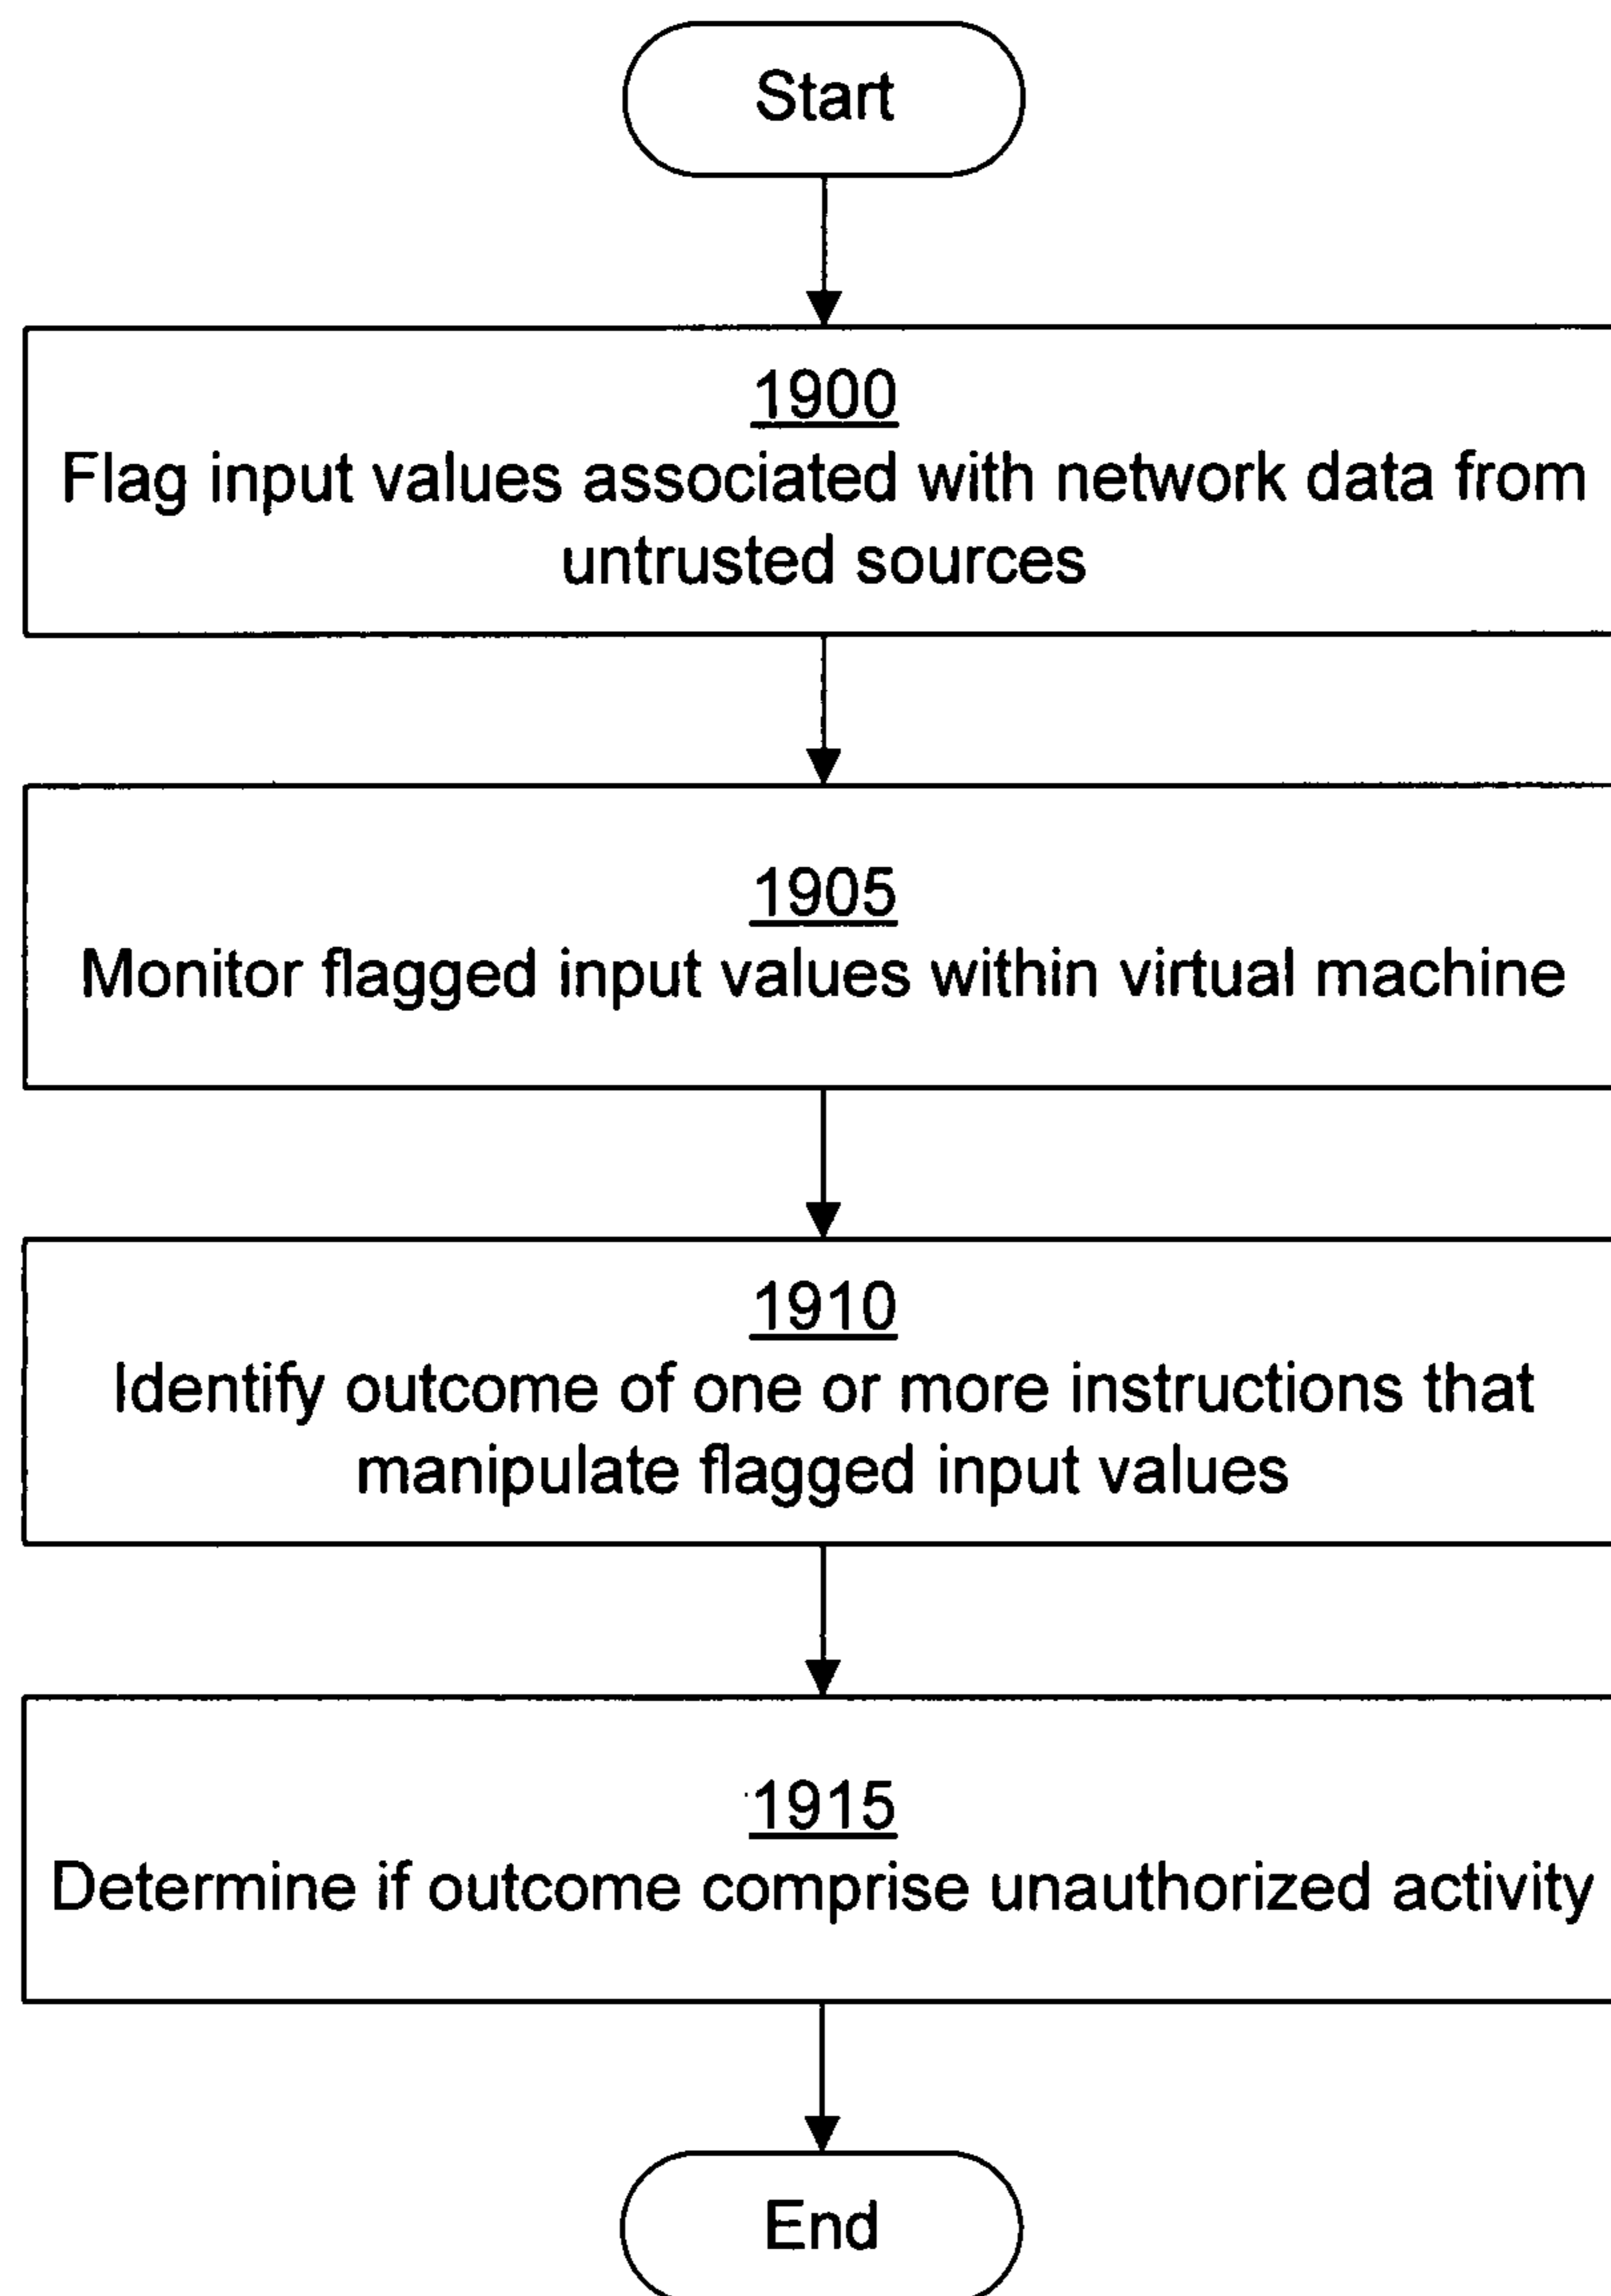 Start
1900
Flag input values associated with network data from
untrusted sources
1905
Monitor flagged input values within virtual machine
1910
Identify outcome of one or more instructions that
manipulate flagged input values
1915
Determine if outcome comprise unauthorized activity
End